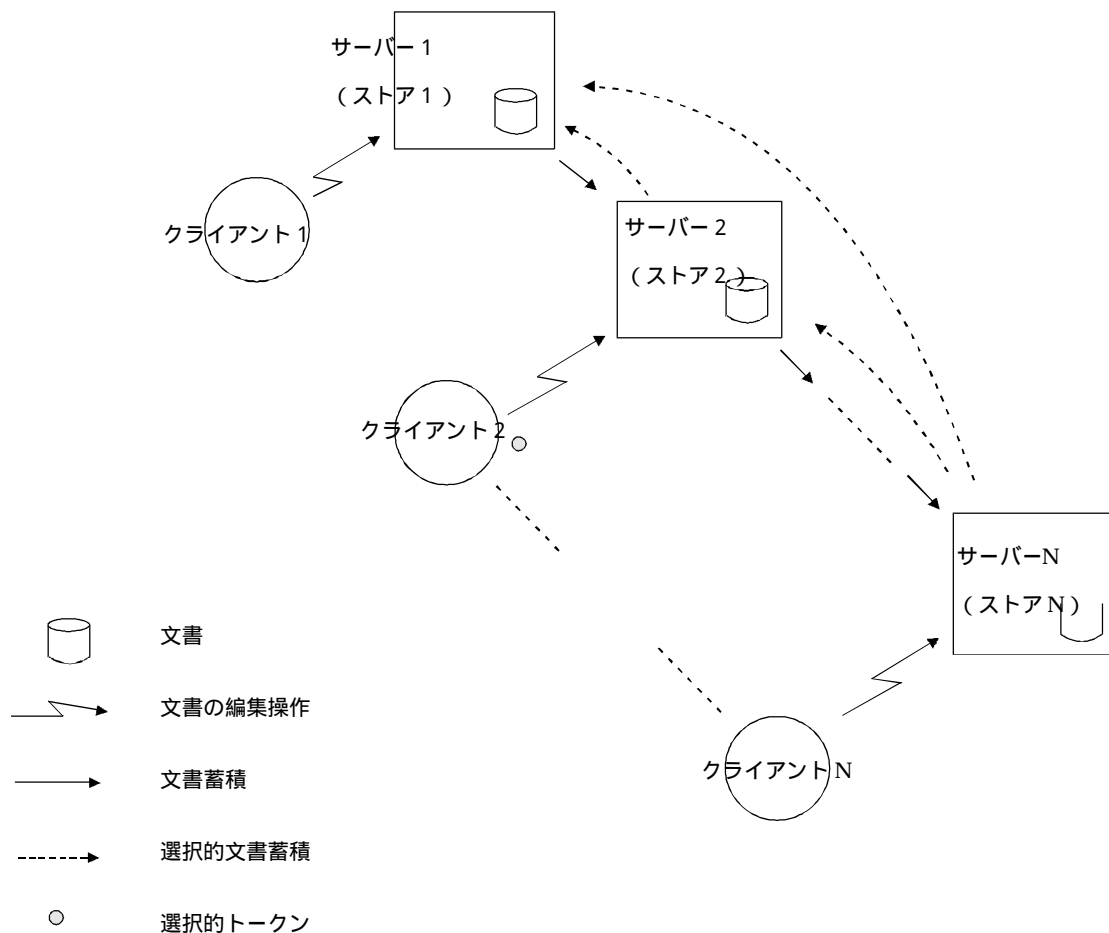 サーバー1
(ストア1)
クライアント1
サーバー2
(ストア2)
クライアント2
サーバーN
(ストアN)
クライアントN
文書
文書の編集操作
文書蓄積
選択的文書蓄積
選択的トークン